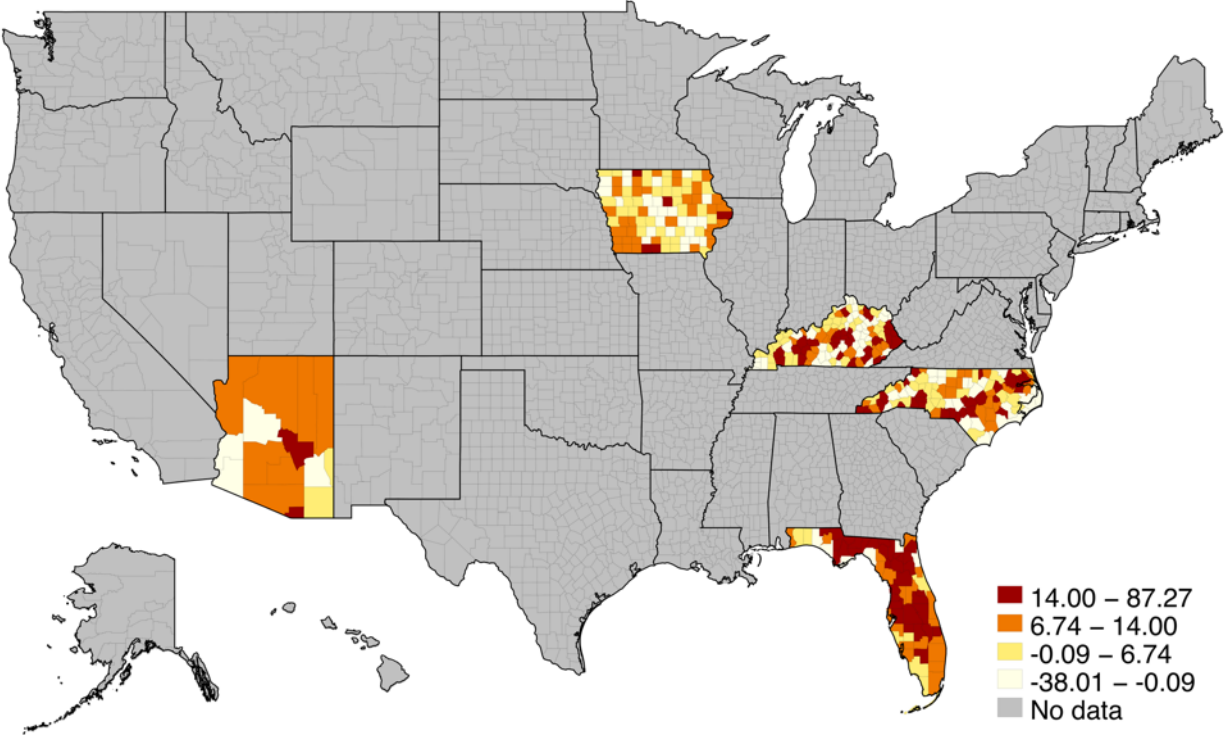 14.00 – 87.27
6.74 – 14.00
-0.09 – 6.74
-38.01 – -0.09
No data